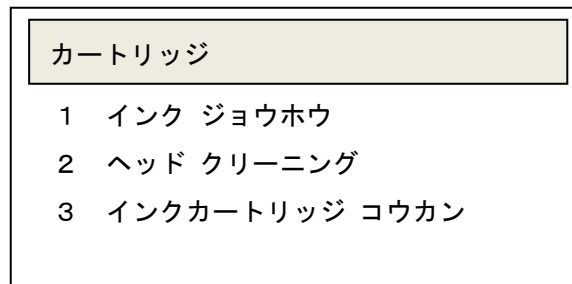 カートリッジ
1 インク ジョウホウ
2 ヘッド クリーニング
3 インクカートリッジ コウカン